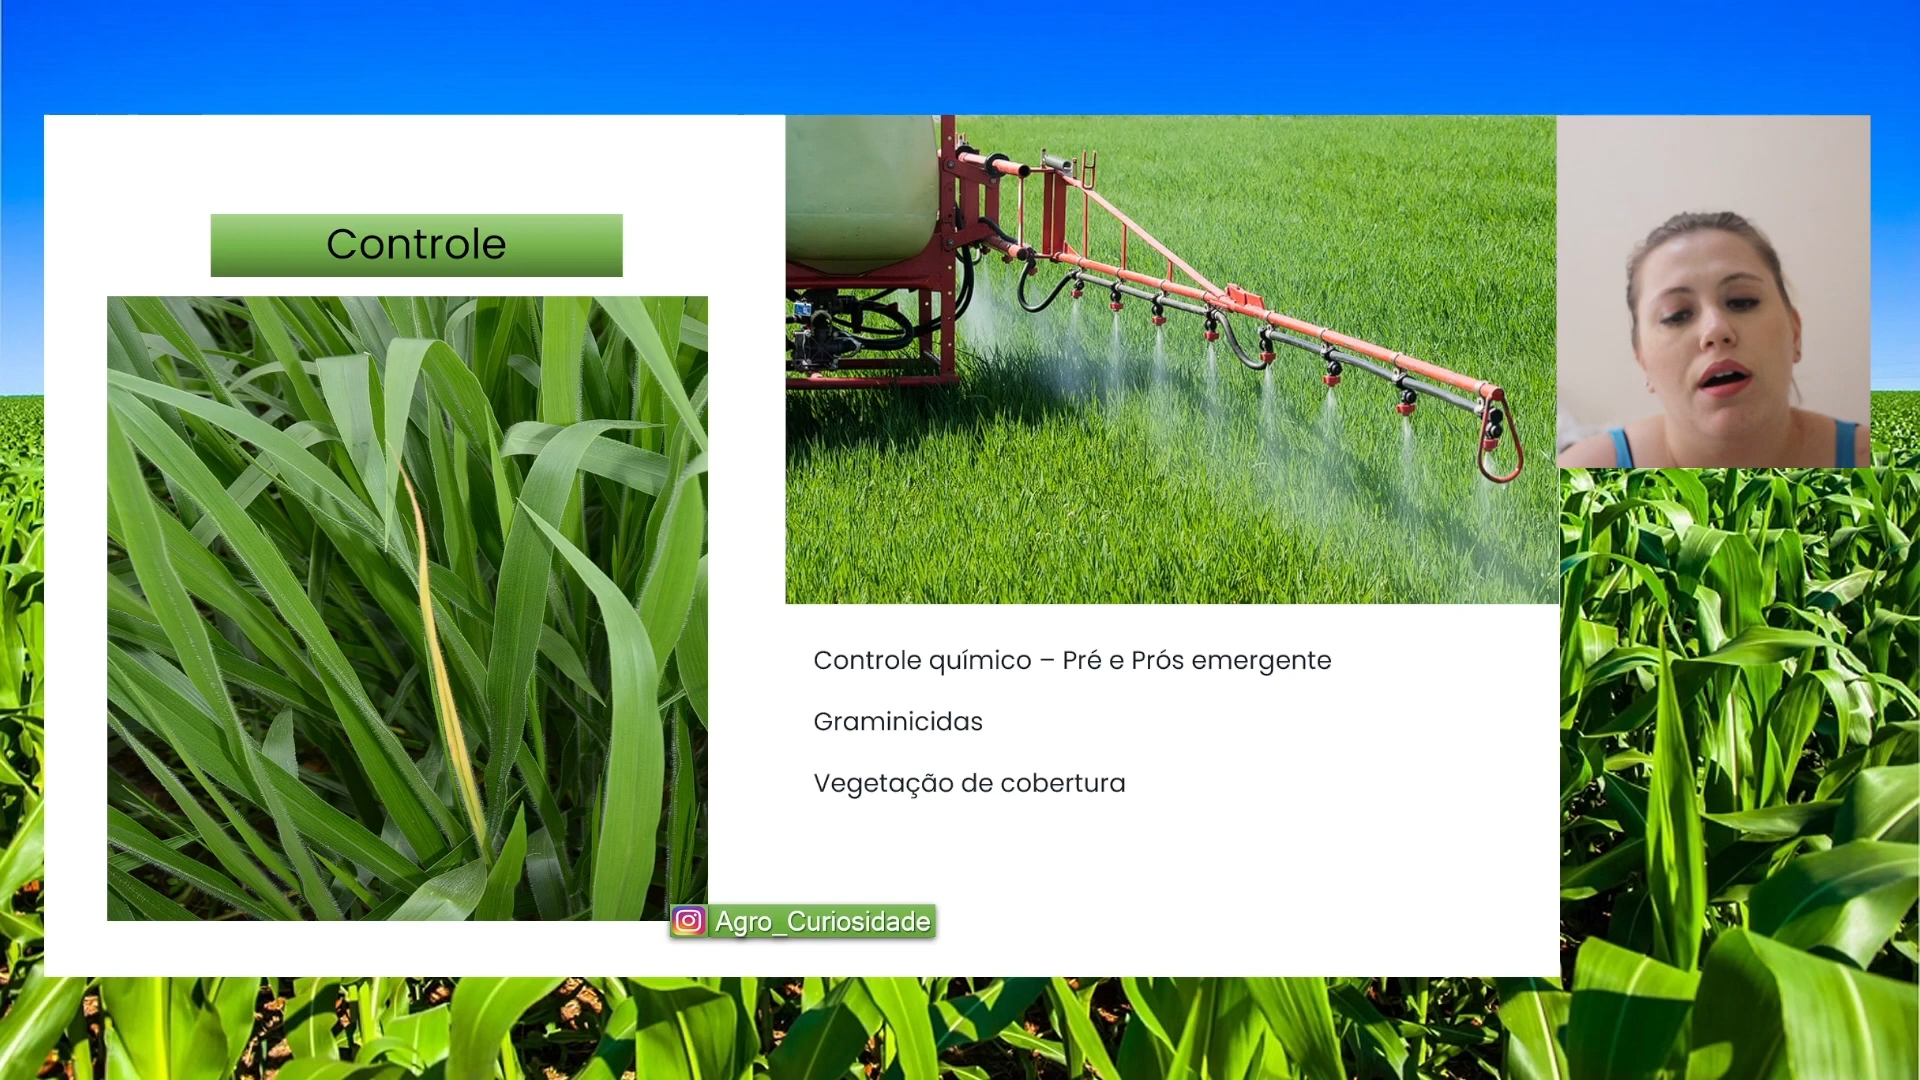 Controle
Controle químico – Pré e Prós emergente
Graminicidas
Vegetação de cobertura
Agro_Curiosidade